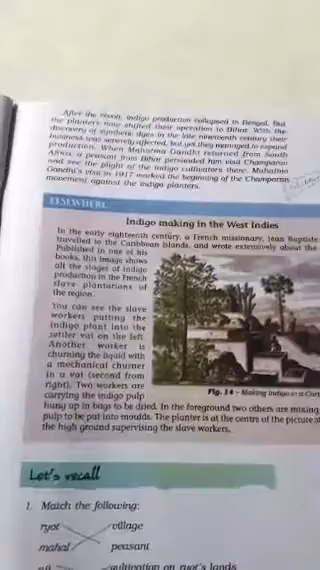 After the revolt, indigo production collapsed in Bengal. But
the planters now shifted their operation to Bihar. With the
discovery of synthetic dyes in the late nineteenth century their
business was severely affected, but yet they managed to expand
production. When Mahatma Gandhi returned from South
Africa, a peasant from Bihar persuaded him visit Champaran
and see the plight of the indigo cultivators there. Mahatma
Gandhi's visit in 1917 marked the beginning of the Champaran
movement against the indigo planters.
ELSEWHERE
Indigo making in the West Indies
In the early eighteenth century, a French missionary, Jean Baptiste
travelled to the Caribbean islands, and wrote extensively about the
Published in one of his
books, this image shows
all the stages of indigo
production in the French
slave plantations of
the region.
You can see the slave
workers putting the
indigo plant into the
settler vat on the left.
Another worker is
churning the liquid with
a mechanical churner
in a vat (second from
right). Two workers are
carrying the indigo pulp
Fig. 14 – Making indigo in a Cari
hung up in bags to be dried. In the foreground two others are mixing
pulp to be put into moulds. The planter is at the centre of the picture s
the high ground supervising the slave workers.
Let's recall
1. Match the following:
ryot village
mahal peasant
cultivation on ryot's lands